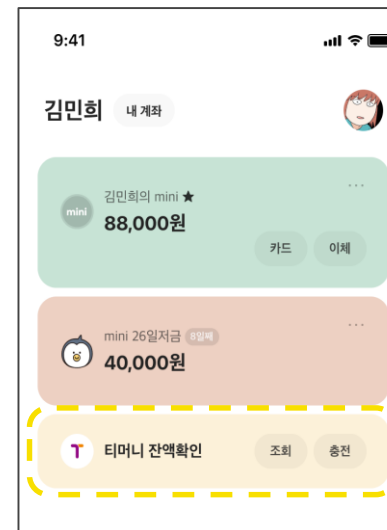 9:41
김민희 내 계좌
mini
김민희의 mini ★
88,000원
카드 이체
mini 26일저금 8일째
40,000원
티머니 잔액확인 조회 충전